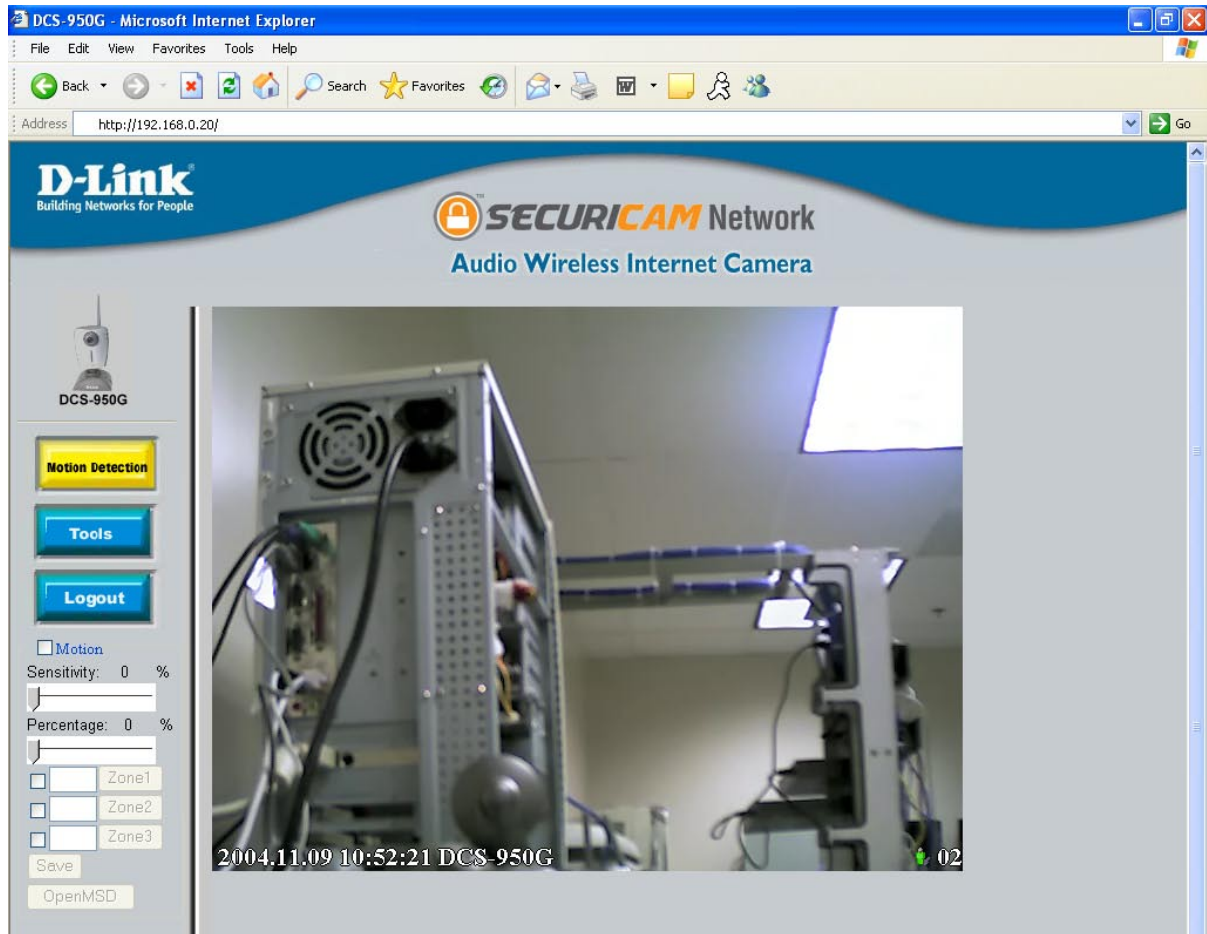 DCS-950G - Microsoft Internet Explorer
File Edit View Favorites Tools Help
Back Search Favorites
Address http://192.168.0.20/ Go
D-Link®
Building Networks for People
SECURICAM™ Network
Audio Wireless Internet Camera
DCS-950G
Motion Detection
Tools
Logout
Motion
Sensitivity: 0 %
Percentage: 0 %
Zone1
Zone2
Zone3
Save
OpenMSD
2004.11.09 10:52:21 DCS-950G 02